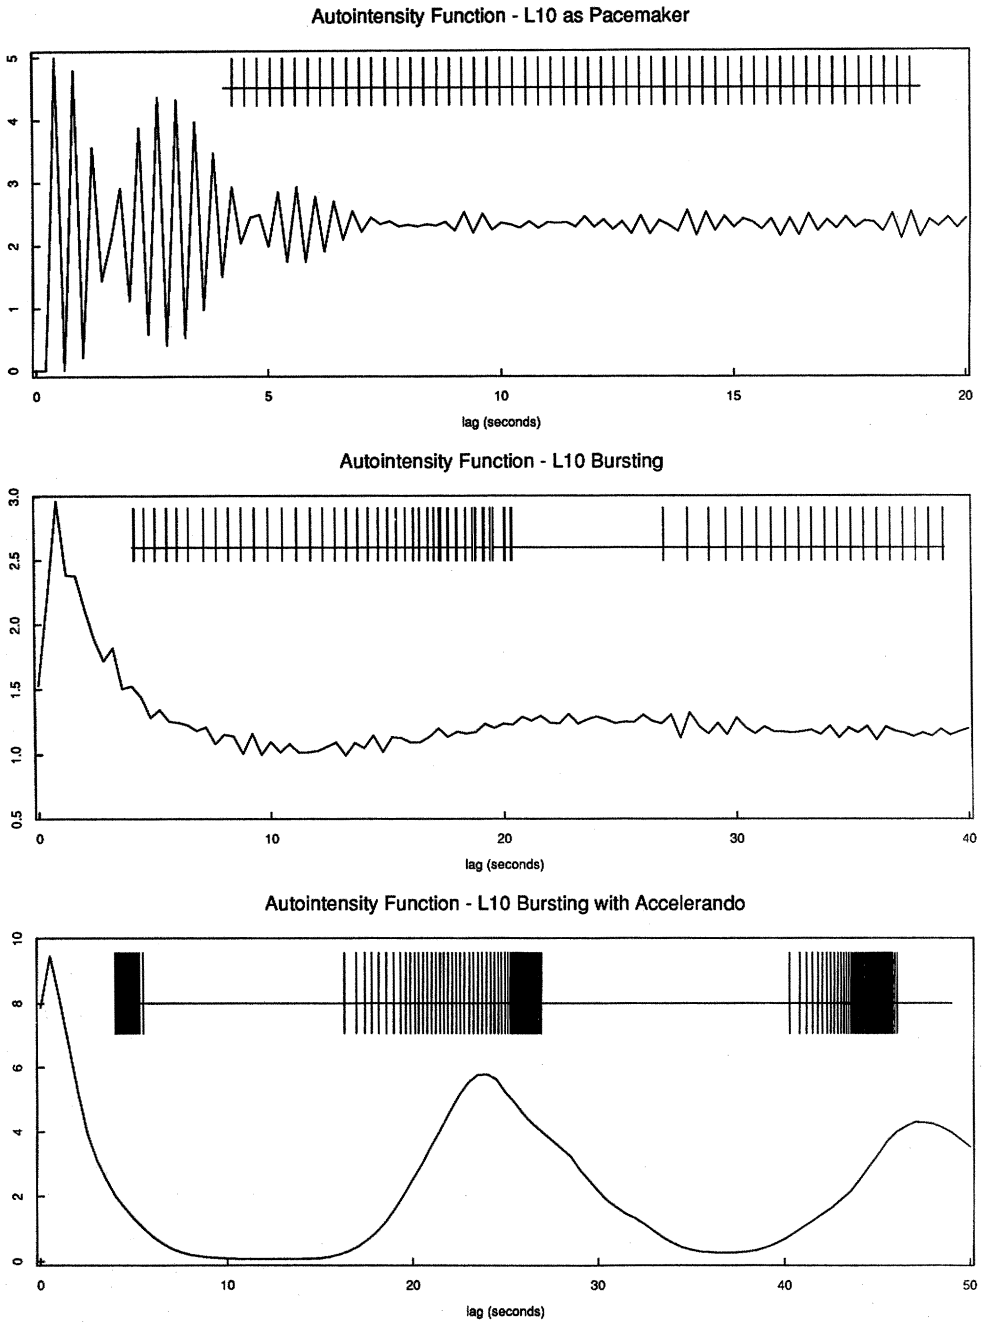 Autointensity Function - L10 as Pacemaker
5
4
3
2
1
0
0 5 10 15 20
lag (seconds)
Autointensity Function - L10 Bursting
3.0
2.5
2.0
1.5
1.0
0.5
0 10 20 30 40
lag (seconds)
Autointensity Function - L10 Bursting with Accelerando
10
8
6
4
2
0
0 10 20 30 40 50
lag (seconds)